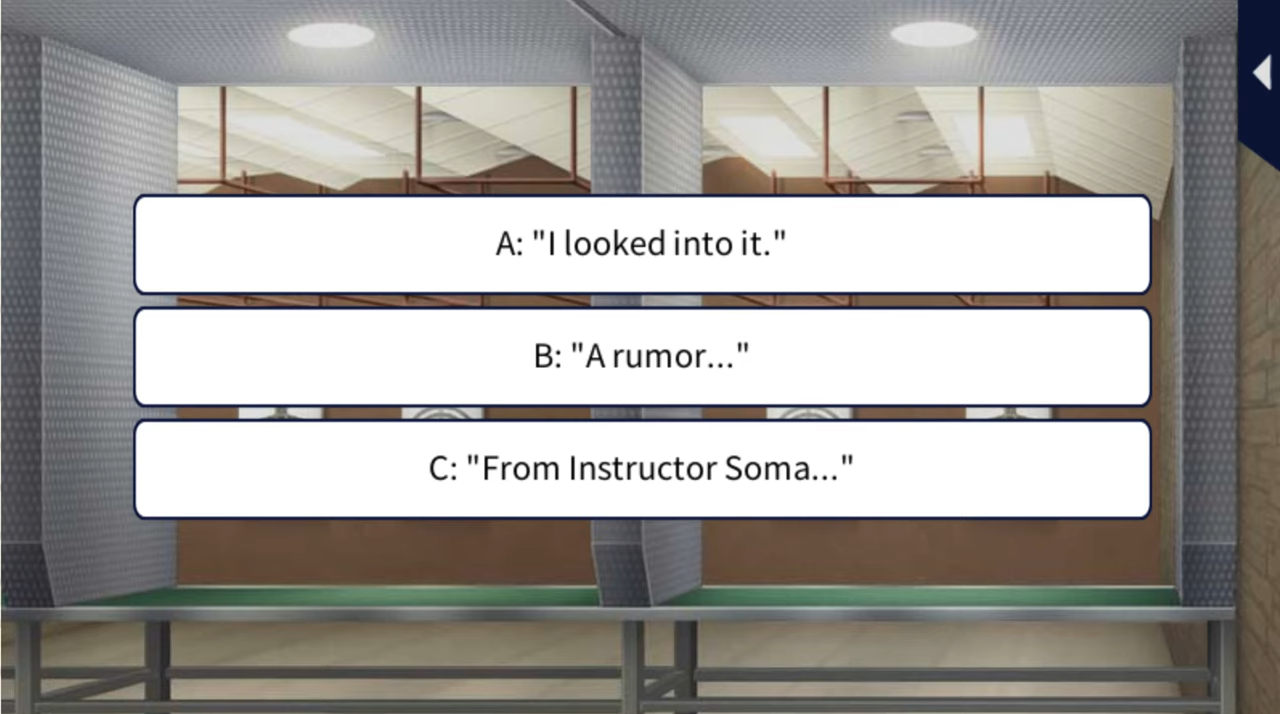 A: "I looked into it."
B: "A rumor..."
C: "From Instructor Soma..."